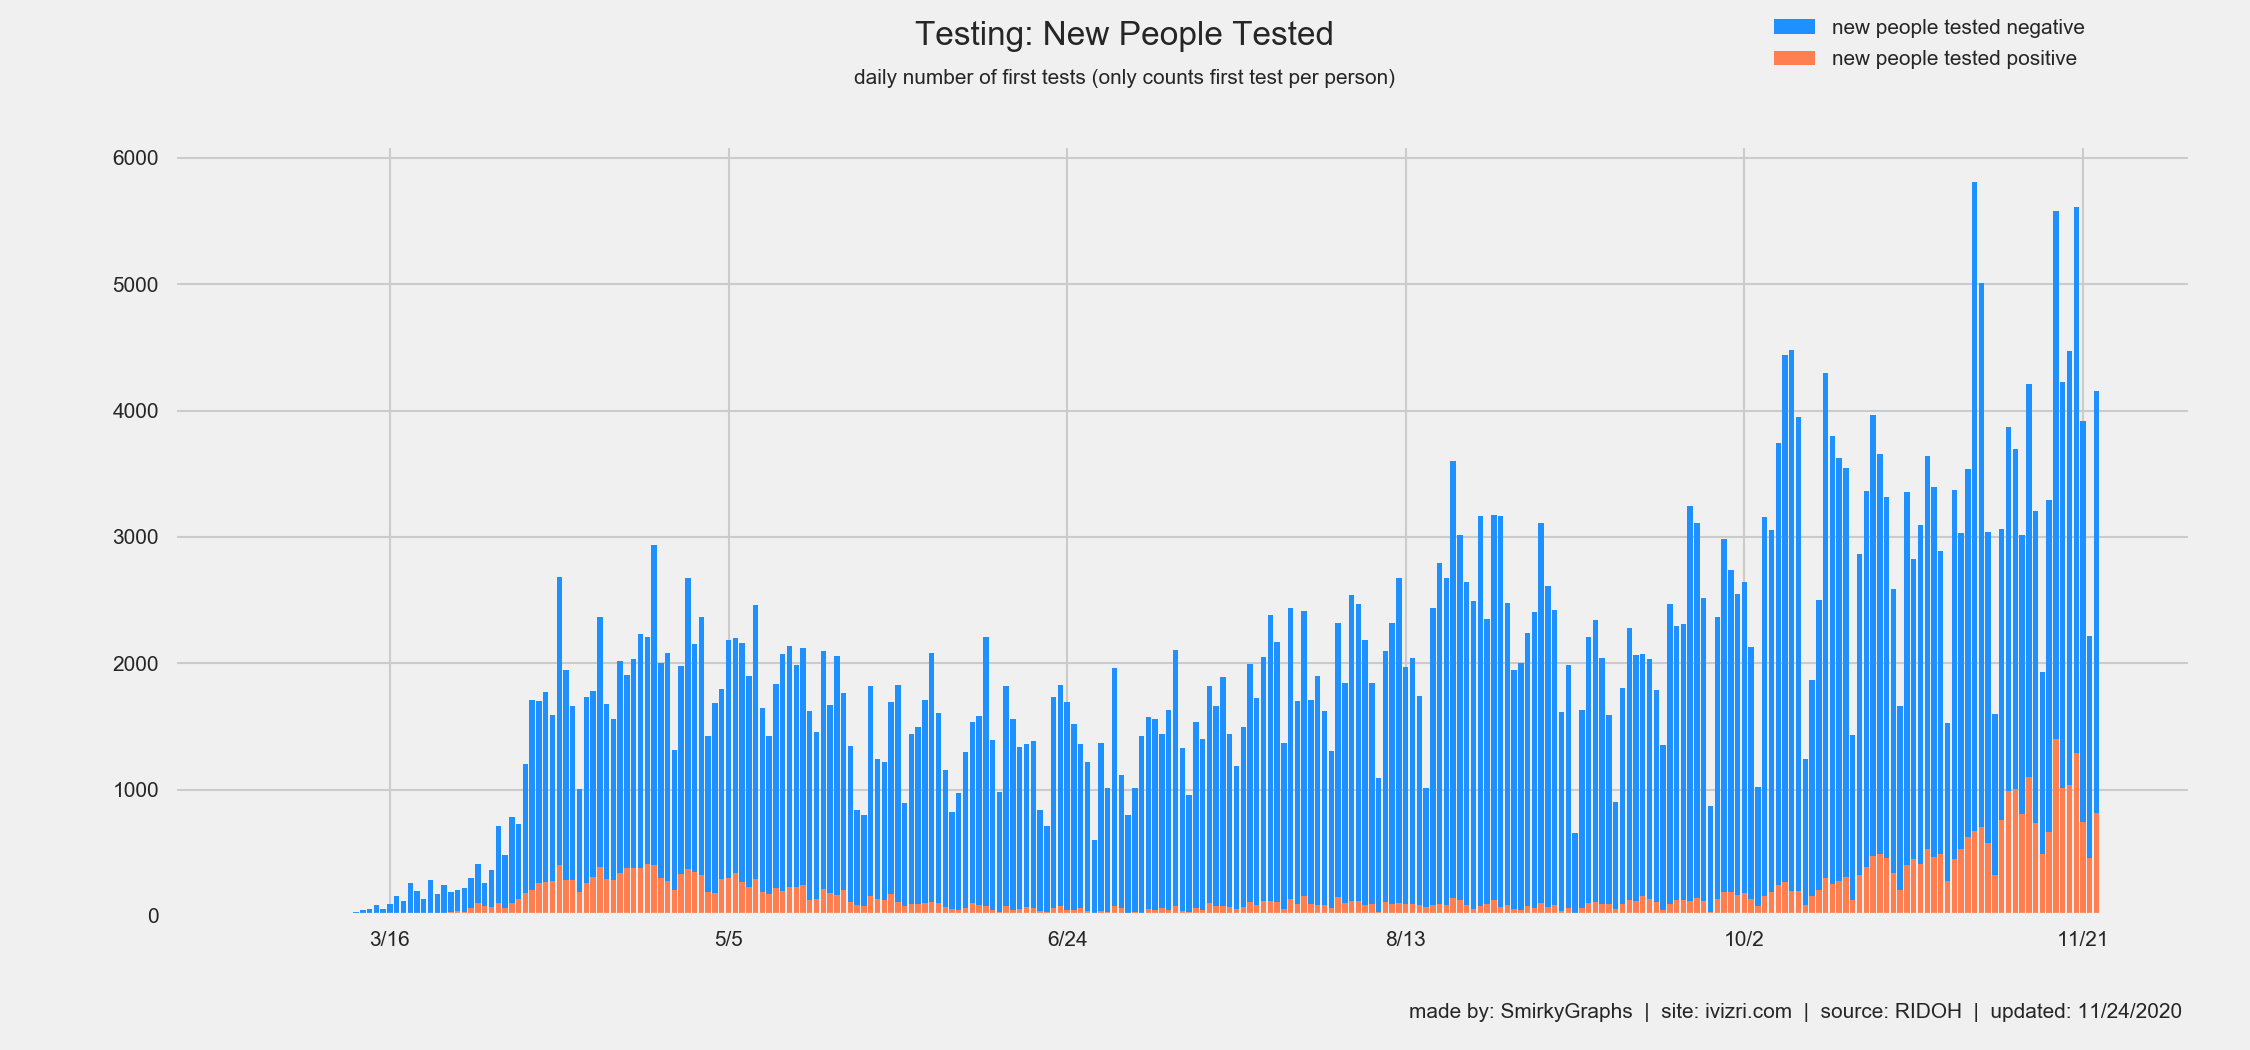 Testing: New People Tested
daily number of first tests (only counts first test per person)
new people tested negative
new people tested positive
6000
5000
4000
3000
2000
1000
0
3/16 5/5 6/24 8/13 10/2 11/21
made by: SmirkyGraphs | site: ivizri.com | source: RIDOH | updated: 11/24/2020